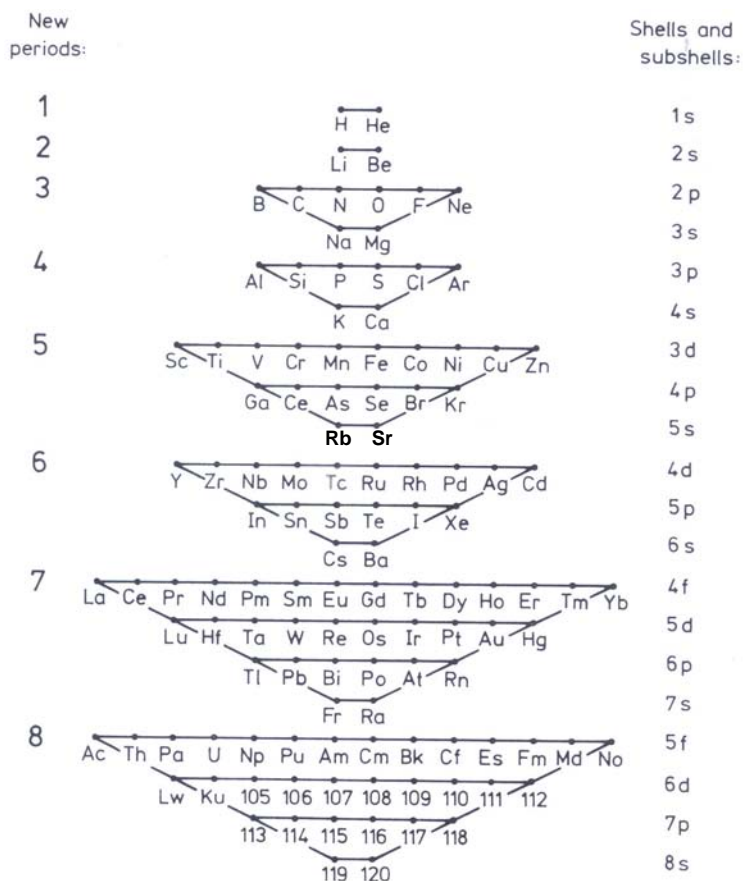 New
periods:
Shells and
subshells:
1
H He
1s
2
Li Be
2s
3
B C N O F Ne
2p
Na Mg
3s
4
Al Si P S Cl Ar
3p
K Ca
4s
5
Sc Ti V Cr Mn Fe Co Ni Cu Zn
3d
Ga Ce As Se Br Kr
4p
Rb Sr
5s
6
Y Zr Nb Mo Tc Ru Rh Pd Ag Cd
4d
In Sn Sb Te I Xe
5p
Cs Ba
6s
7
La Ce Pr Nd Pm Sm Eu Gd Tb Dy Ho Er Tm Yb
4f
Lu Hf Ta W Re Os Ir Pt Au Hg
5d
Tl Pb Bi Po At Rn
6p
Fr Ra
7s
8
Ac Th Pa U Np Pu Am Cm Bk Cf Es Fm Md No
5f
Lw Ku 105 106 107 108 109 110 111 112
6d
113 114 115 116 117 118
7p
119 120
8s